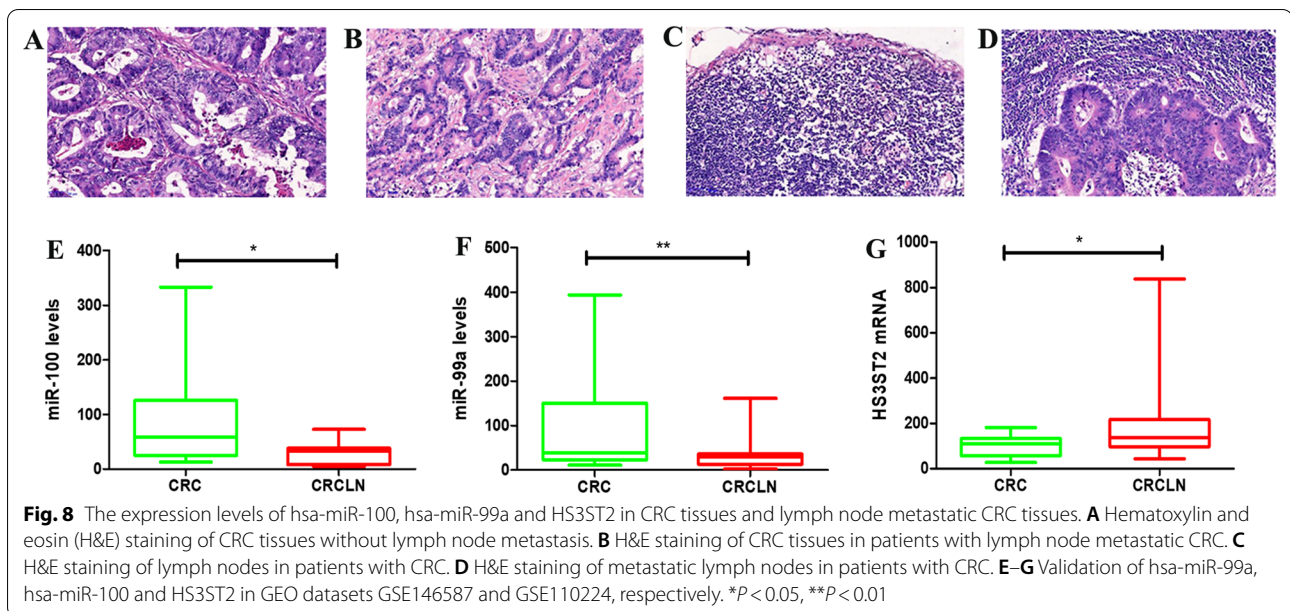 A
B
C
D
E
miR-100 levels
400
300
200
100
0
*
CRC
CRCLN
F
miR-99a levels
600
500
400
300
200
100
0
**
CRC
CRCLN
G
HS3ST2 mRNA
1000
800
600
400
200
0
*
CRC
CRCLN
Fig. 8 The expression levels of hsa-miR-100, hsa-miR-99a and HS3ST2 in CRC tissues and lymph node metastatic CRC tissues. A Hematoxylin and
eosin (H&E) staining of CRC tissues without lymph node metastasis. B H&E staining of CRC tissues in patients with lymph node metastatic CRC. C
H&E staining of lymph nodes in patients with CRC. D H&E staining of metastatic lymph nodes in patients with CRC. E–G Validation of hsa-miR-99a,
hsa-miR-100 and HS3ST2 in GEO datasets GSE146587 and GSE110224, respectively. *P < 0.05, **P < 0.01